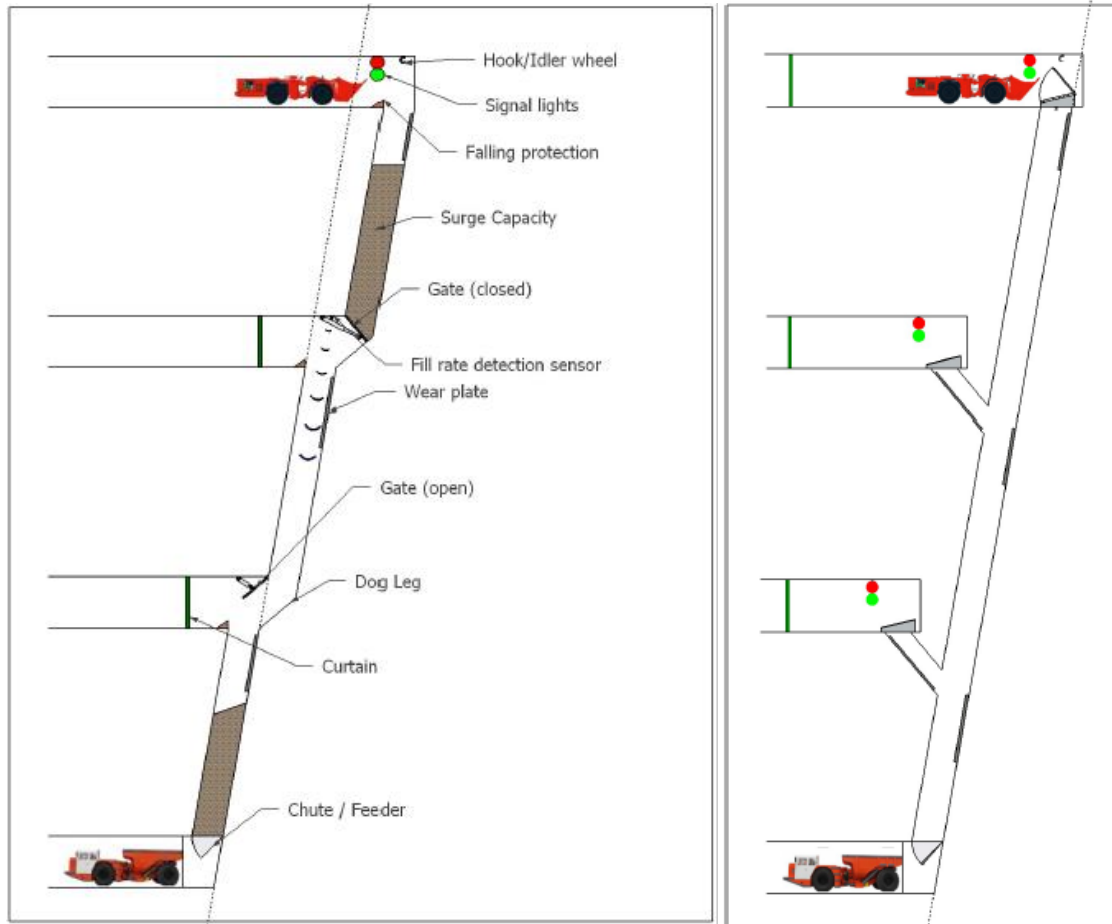 Hook/Idler wheel
Signal lights
Falling protection
Surge Capacity
Gate (closed)
Fill rate detection sensor
Wear plate
Gate (open)
Dog Leg
Curtain
Chute / Feeder